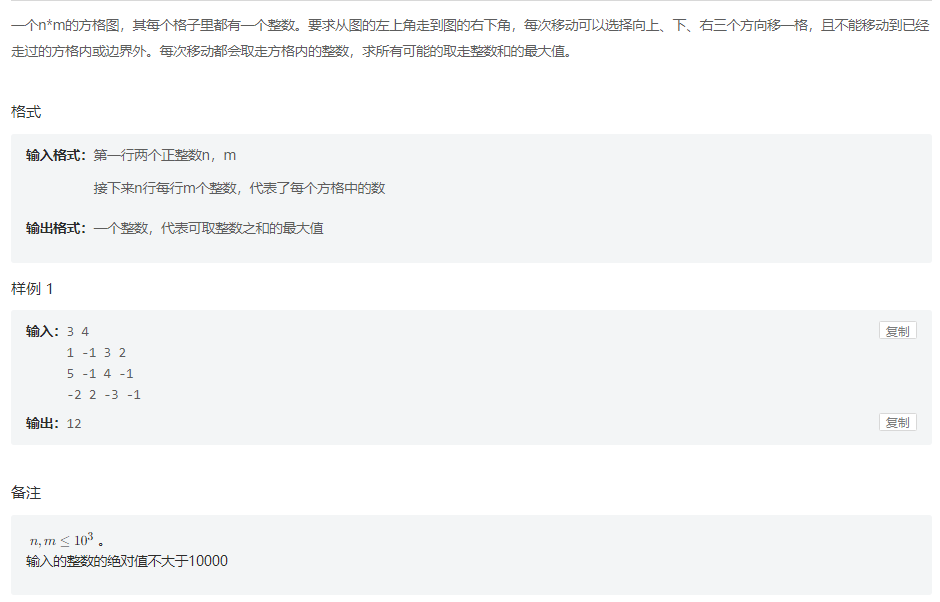 一个n*m的方格图，其每个格子里都有一个整数。要求从图的左上角走到图的右下角，每次移动可以选择向上、下、右三个方向移一格，且不能移动到已经
走过的方格内或边界外。每次移动都会取走方格内的整数，求所有可能的取走整数和的最大值。
格式
输入格式：第一行两个正整数n，m
接下来n行每行m个整数，代表了每个方格中的数
输出格式：一个整数，代表可取整数之和的最大值
样例 1
输入：3 4 复制
1 -1 3 2
5 -1 4 -1
-2 2 -3 -1
输出：12 复制
备注
n, m ≤ 10³ 。
输入的整数的绝对值不大于10000